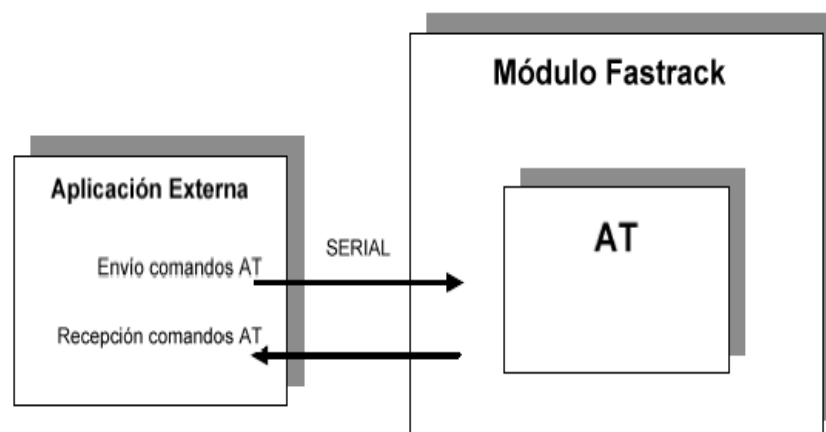 Módulo Fastrack
Aplicación Externa
AT
SERIAL
Envío comandos AT
Recepción comandos AT